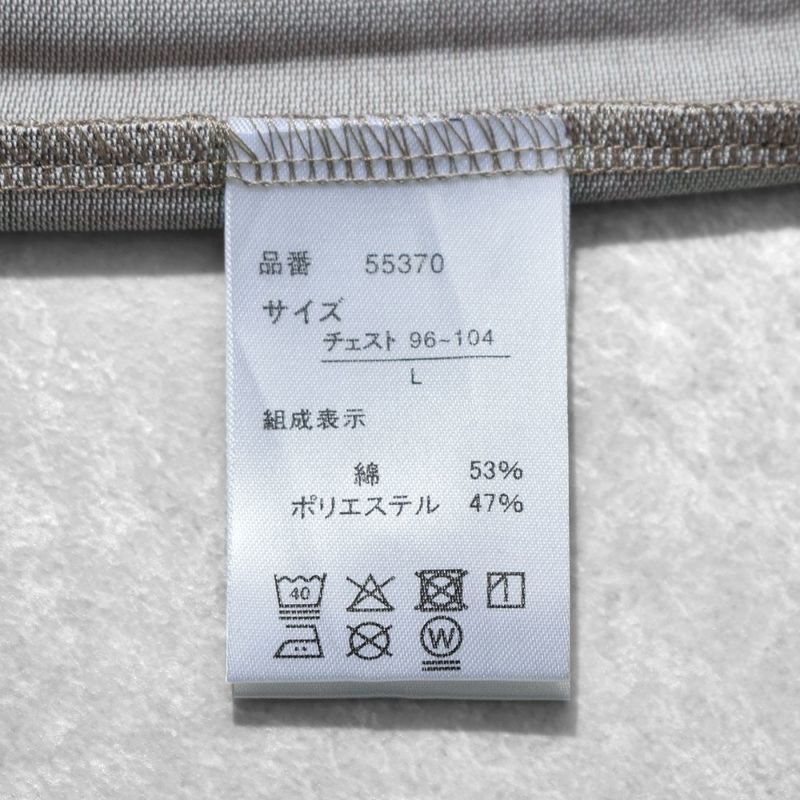 品番 55370
サイズ
チェスト 96~104
L
組成表示
綿 53%
ポリエステル 47%
40
W